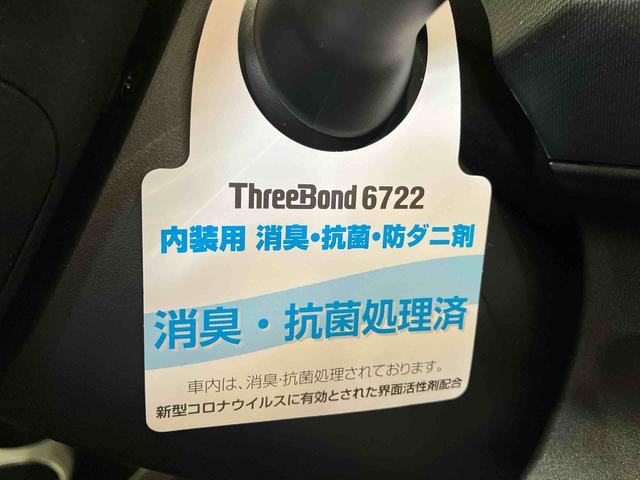 ThreeBond 6722
内装用 消臭・抗菌・防ダニ剤
消臭・抗菌処理済
車内は、消臭・抗菌処理されております。
新型コロナウイルスに有効とされた界面活性剤配合